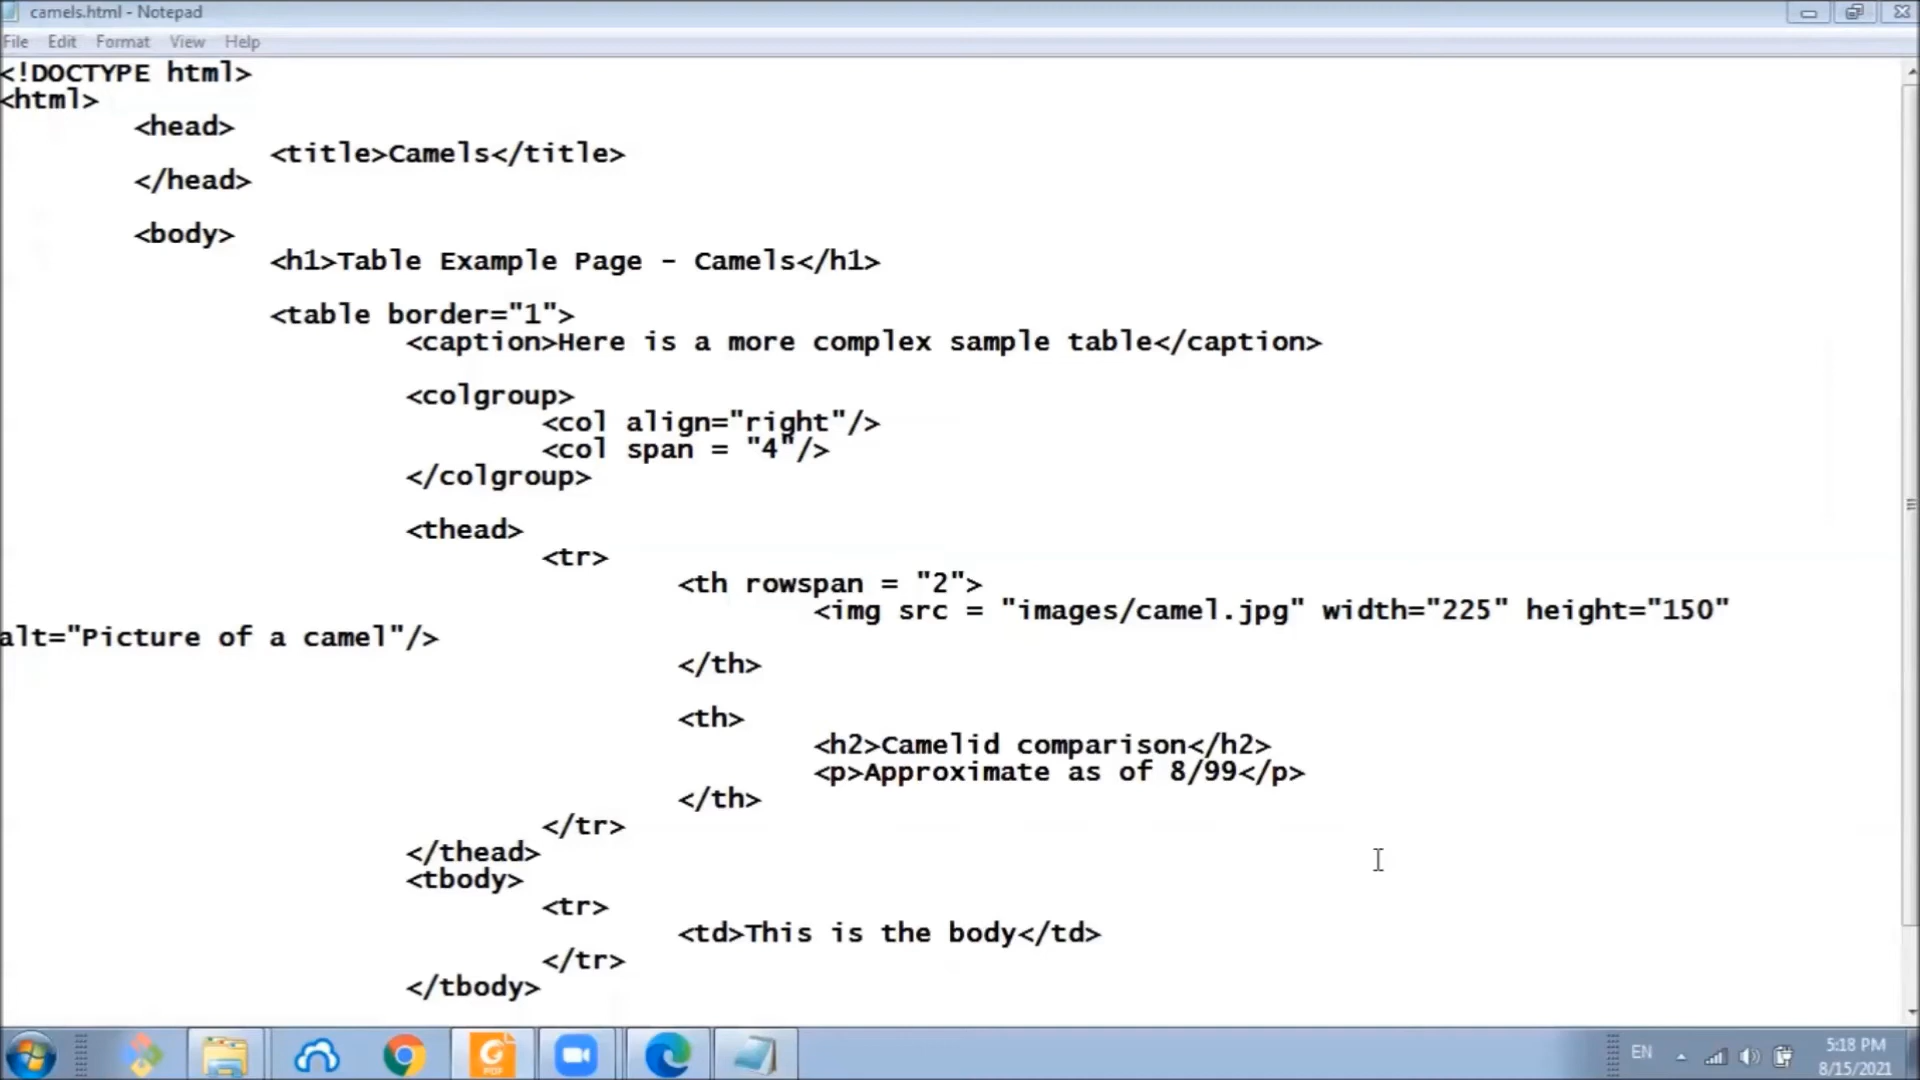 camels.html - Notepad
File Edit Format View Help
<!DOCTYPE html>
<html>
<head>
<title>Camels</title>
</head>
<body>
<h1>Table Example Page - Camels</h1>
<table border="1">
<caption>Here is a more complex sample table</caption>
<colgroup>
<col align="right"/>
<col span = "4"/>
</colgroup>
<thead>
<tr>
<th rowspan = "2">
<img src = "images/camel.jpg" width="225" height="150"
alt="Picture of a camel"/>
</th>
<th>
<h2>Camelid comparison</h2>
<p>Approximate as of 8/99</p>
</th>
</tr>
</thead>
<tbody>
<tr>
<td>This is the body</td>
</tr>
</tbody>
PDF
EN
5:18 PM
8/15/2021